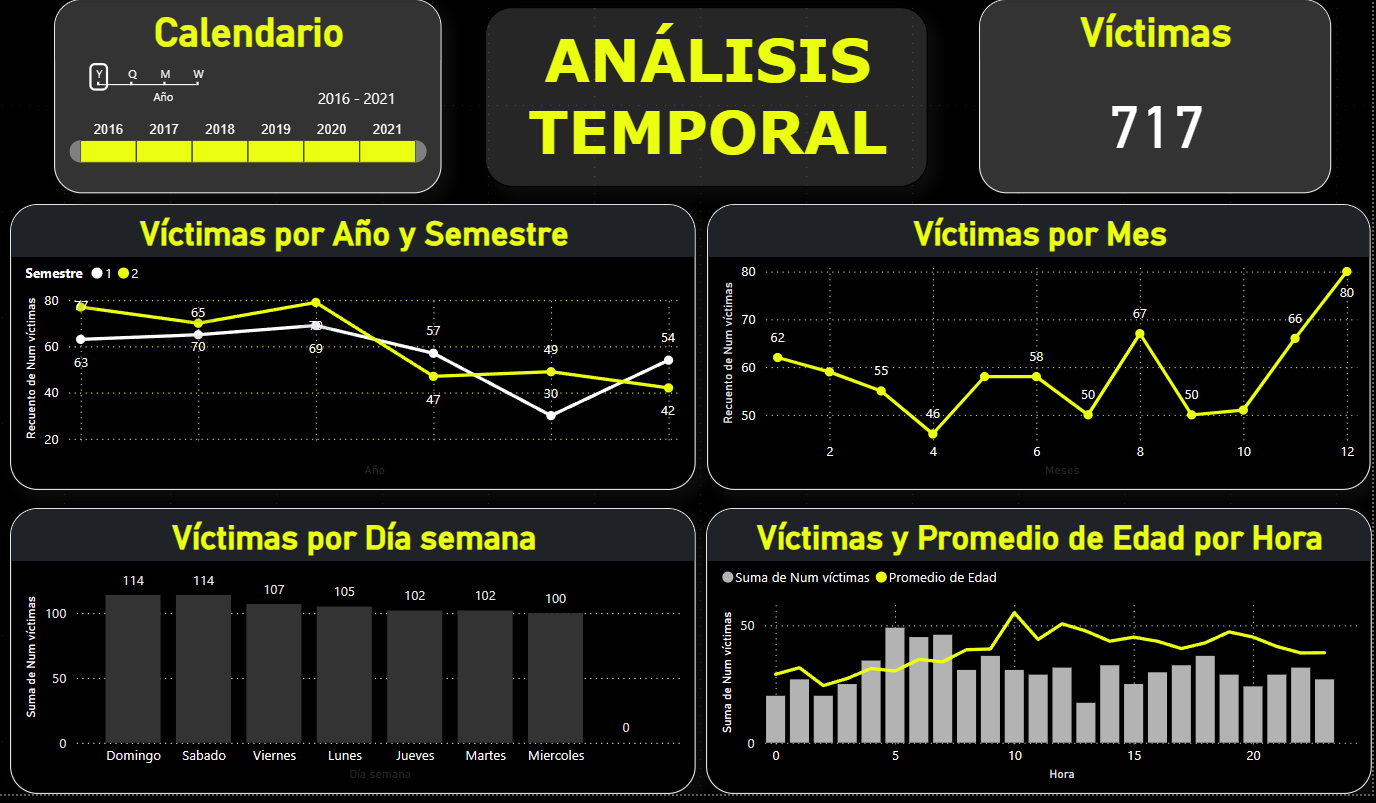 Calendario
Y Q M W
Año
2016 - 2021
2016 2017 2018 2019 2020 2021
ANÁLISIS
TEMPORAL
Víctimas
717
Víctimas por Año y Semestre
Semestre 1 2
Recuento de Num víctimas
80
60
40
20
77
63
65
70
69
57
47
49
30
54
42
Año
Víctimas por Mes
Recuento de Num víctimas
80
70
60
50
62
55
46
58
50
67
50
66
80
2 4 6 8 10 12
Meses
Víctimas por Día semana
Suma de Num víctimas
100
50
0
114 114 107 105 102 102 100 0
Domingo Sabado Viernes Lunes Jueves Martes Miercoles
Día semana
Víctimas y Promedio de Edad por Hora
Suma de Num víctimas Promedio de Edad
Suma de Num víctimas
50
0
0 5 10 15 20
Hora